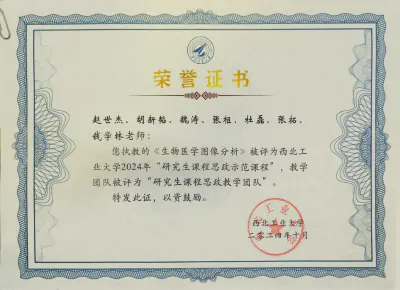 荣誉证书
赵世杰、胡新韬、魏涛、张枢、杜磊、张拓、
钱学林老师:
您执教的《生物医学图像分析》被评为西北工
业大学2024年“研究生课程思政示范课程”,教学
团队被评为“研究生课程思政教学团队”。
特发此证,以资鼓励。
西北工业大学
二零二四年十月